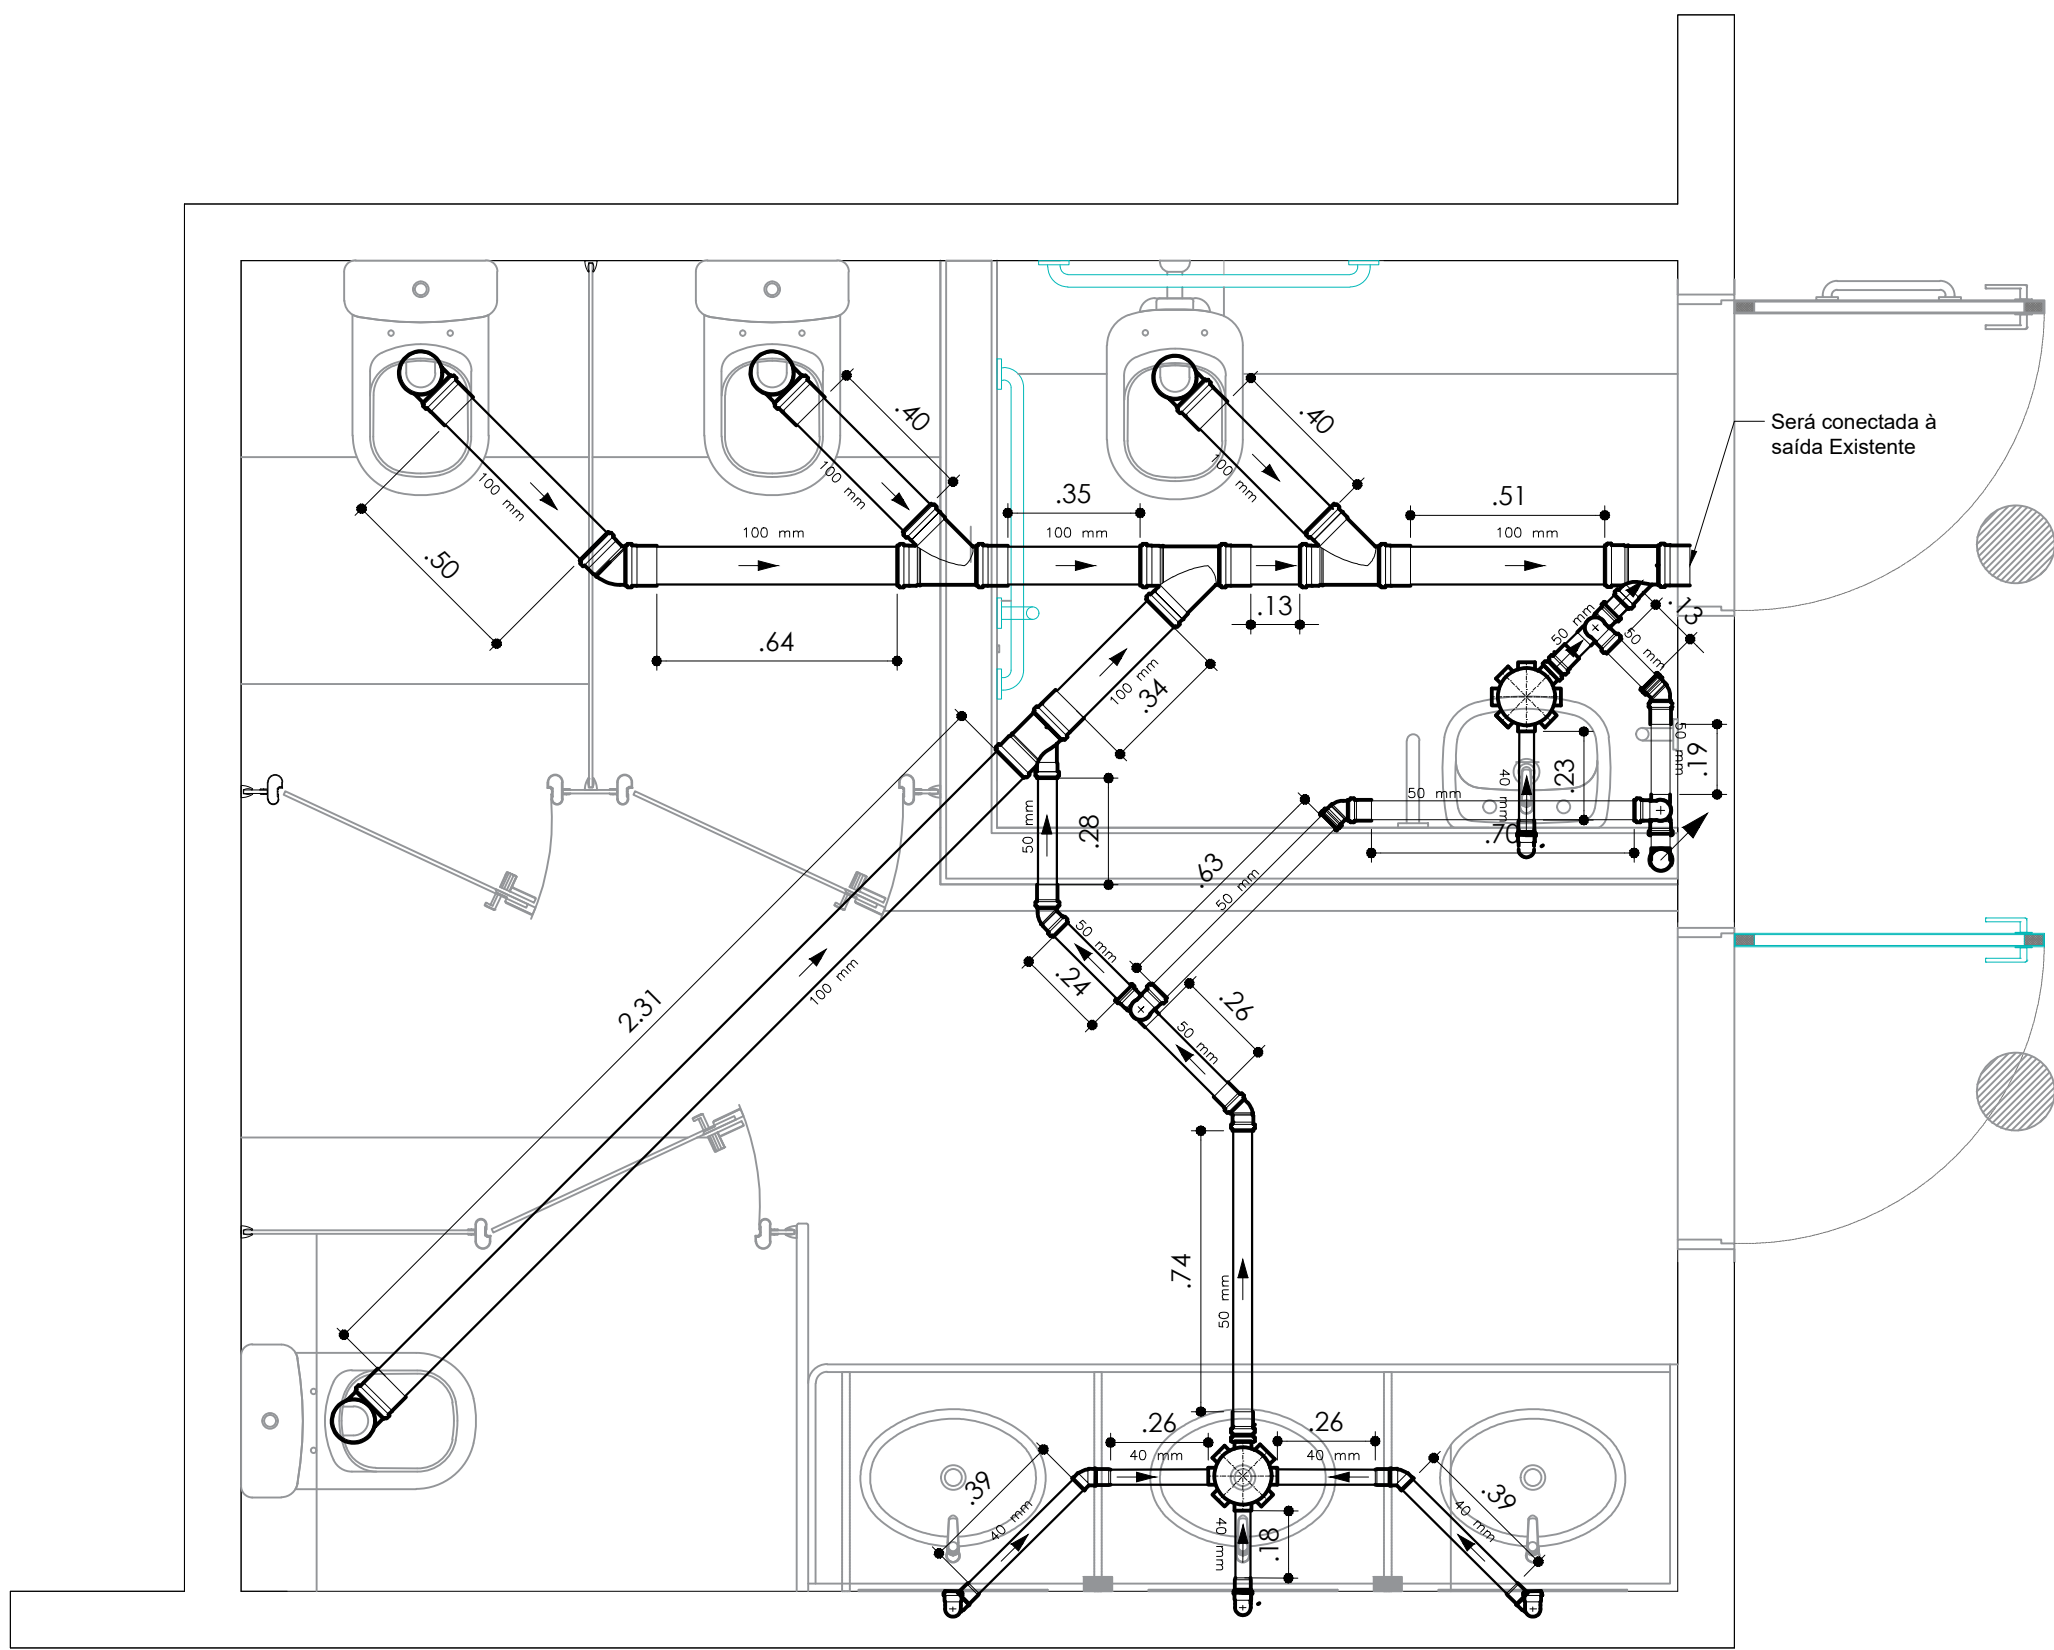 .40
.40
Será conectada à
saída Existente
100 mm
100 mm
100 mm
.35
.51
100 mm
100 mm
100 mm
.50
.64
.13
.13
50 mm
50 mm
100 mm
.34
50 mm
.19
40 mm
.23
50 mm
.70
50 mm
.28
.63
50 mm
50 mm
.24
.26
50 mm
2.31
100 mm
.74
50 mm
.26
.26
40 mm
40 mm
.39
40 mm
.39
40 mm
40 mm
.18